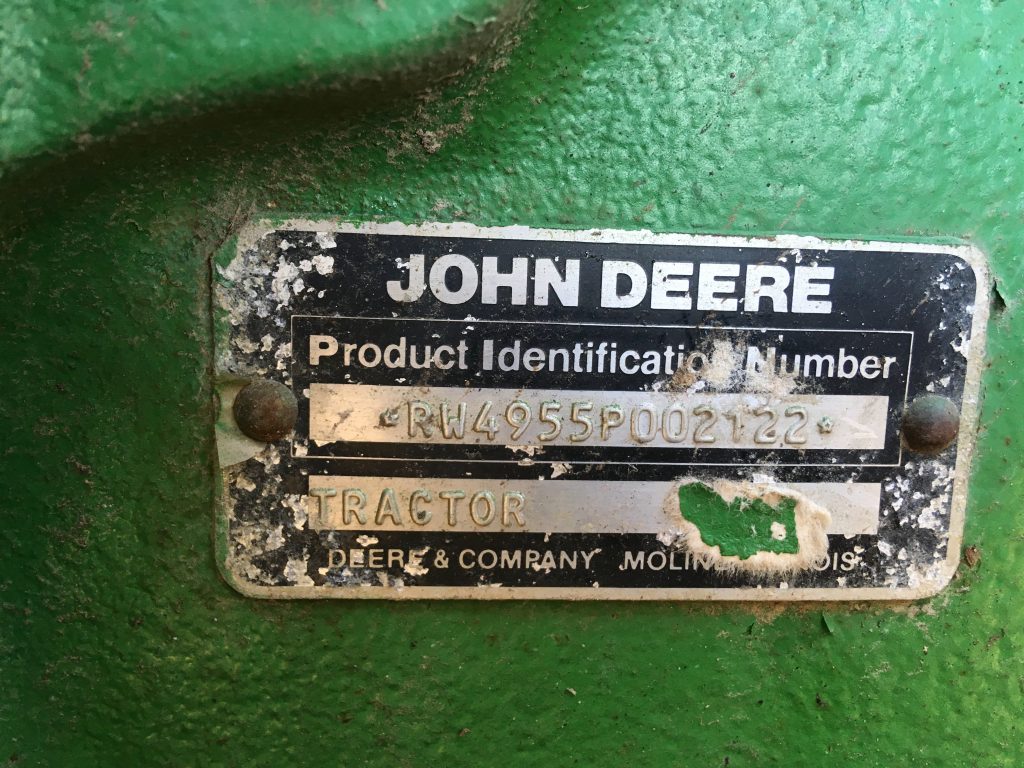 JOHN DEERE
Product Identification Number
*RW4955P002122*
TRACTOR
DEERE & COMPANY